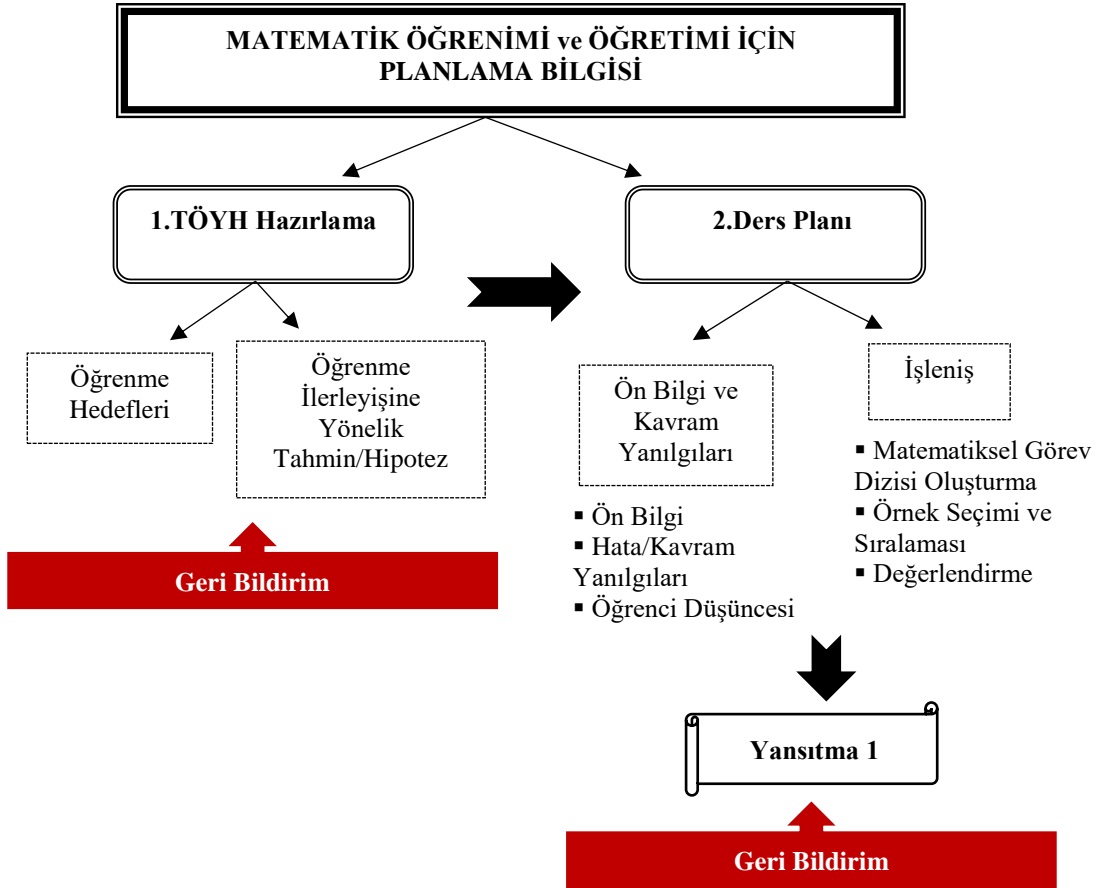 MATEMATİK ÖĞRENİMİ ve ÖĞRETİMİ İÇİN
PLANLAMA BİLGİSİ
1.TÖYH Hazırlama
2.Ders Planı
Öğrenme
Hedefleri
Öğrenme
İlerleyişine
Yönelik
Tahmin/Hipotez
Geri Bildirim
Ön Bilgi ve
Kavram
Yanılgıları
▪ Ön Bilgi
▪ Hata/Kavram
Yanılgıları
▪ Öğrenci Düşüncesi
İşleniş
▪ Matematiksel Görev
Dizisi Oluşturma
▪ Örnek Seçimi ve
Sıralaması
▪ Değerlendirme
Yansıtma 1
Geri Bildirim